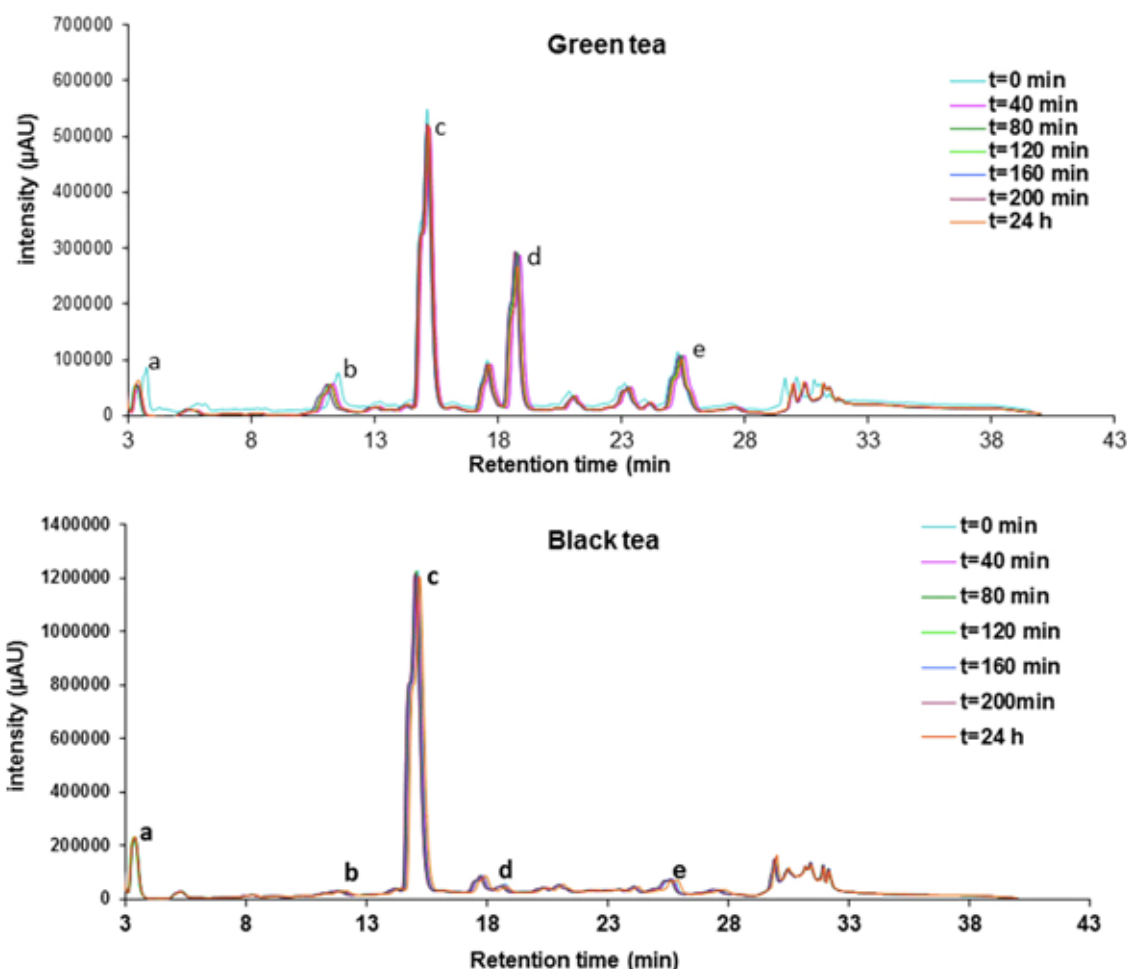 Green tea
700000
600000
500000
400000
300000
200000
100000
0
intensity (µAU)
t=0 min
t=40 min
t=80 min
t=120 min
t=160 min
t=200 min
t=24 h
a
b
c
d
e
3 8 13 18 23 28 33 38 43
Retention time (min
Black tea
1400000
1200000
1000000
800000
600000
400000
200000
0
intensity (µAU)
t=0 min
t=40 min
t=80 min
t=120 min
t=160 min
t=200min
t=24 h
a
b
c
d
e
3 8 13 18 23 28 33 38 43
Retention time (min)